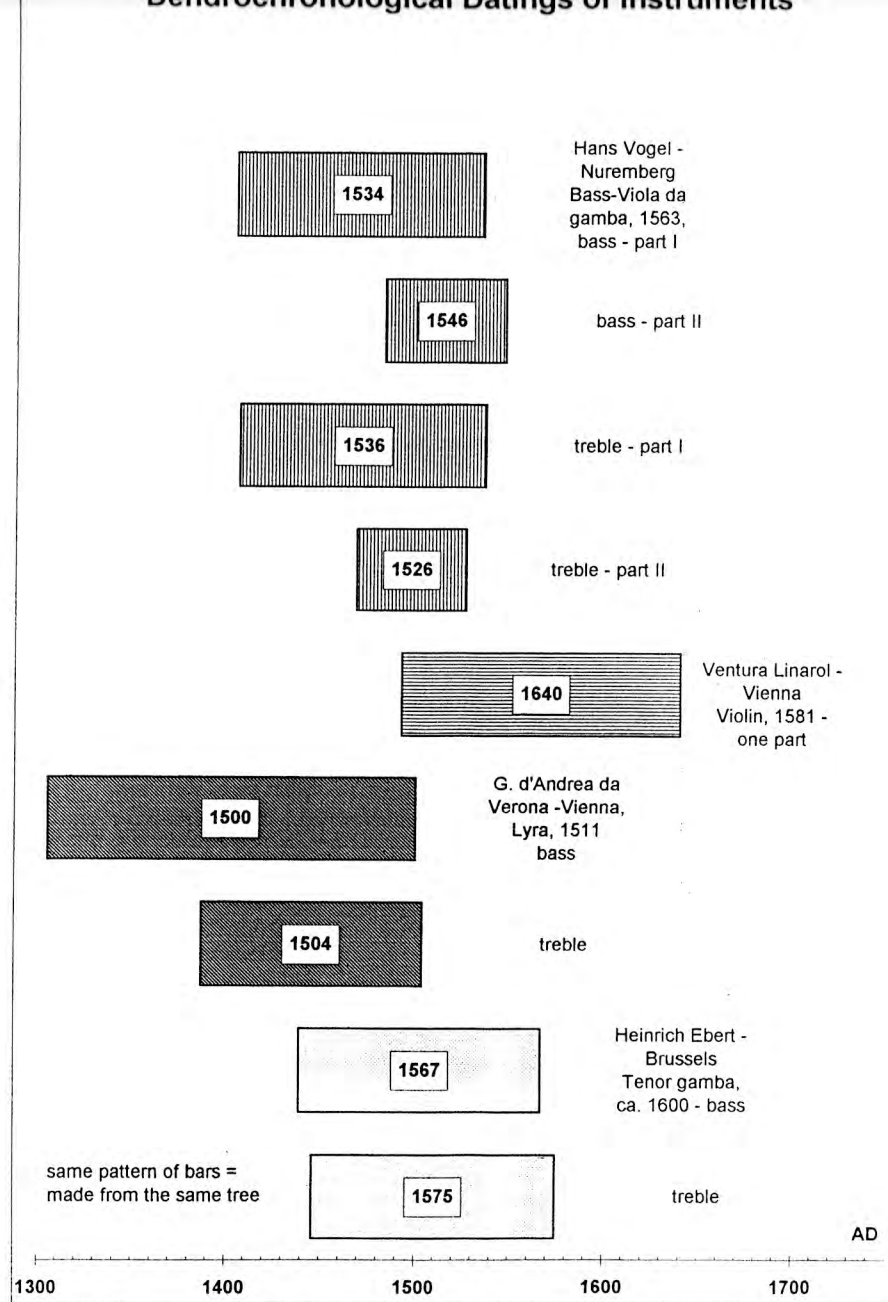 Dendrochronological Datings of Instruments
1534
Hans Vogel -
Nuremberg
Bass-Viola da
gamba, 1563,
bass - part I
1546
bass - part II
1536
treble - part I
1526
treble - part II
1640
Ventura Linarol -
Vienna
Violin, 1581 -
one part
1500
G. d'Andrea da
Verona -Vienna,
Lyra, 1511
bass
1504
treble
1567
Heinrich Ebert -
Brussels
Tenor gamba,
ca. 1600 - bass
same pattern of bars =
made from the same tree
1575
treble
AD
1300 1400 1500 1600 1700